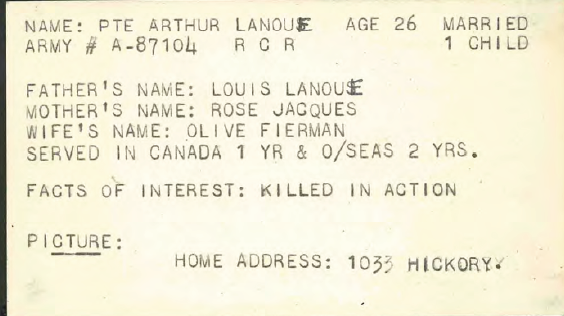 NAME: PTE ARTHUR LANOUE AGE 26 MARRIED
ARMY # A-87104 R C R 1 CHILD
FATHER'S NAME: LOUIS LANOUE
MOTHER'S NAME: ROSE JACQUES
WIFE'S NAME: OLIVE FIERMAN
SERVED IN CANADA 1 YR & O/SEAS 2 YRS.
FACTS OF INTEREST: KILLED IN ACTION
PICTURE:
HOME ADDRESS: 1033 HICKORY.